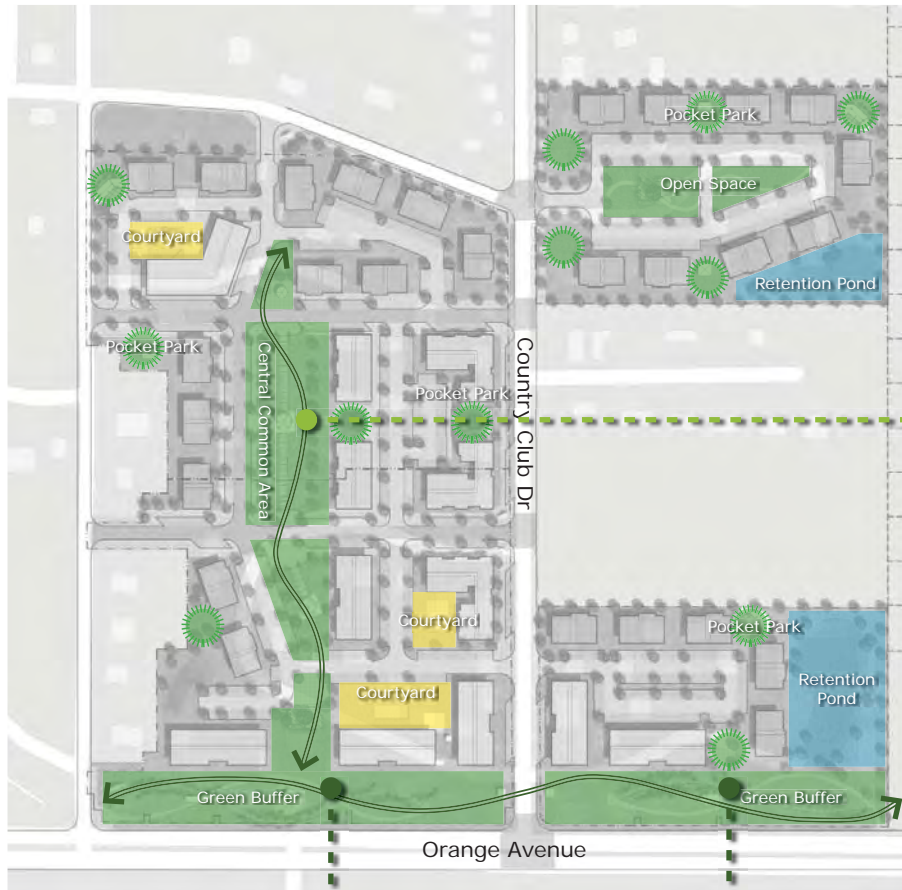 Pocket Park
Open Space
Courtyard
Retention Pond
Pocket Park
Central Common Area
Pocket Park
Country Club Dr
Courtyard
Pocket Park
Courtyard
Retention
Pond
Green Buffer
Green Buffer
Orange Avenue